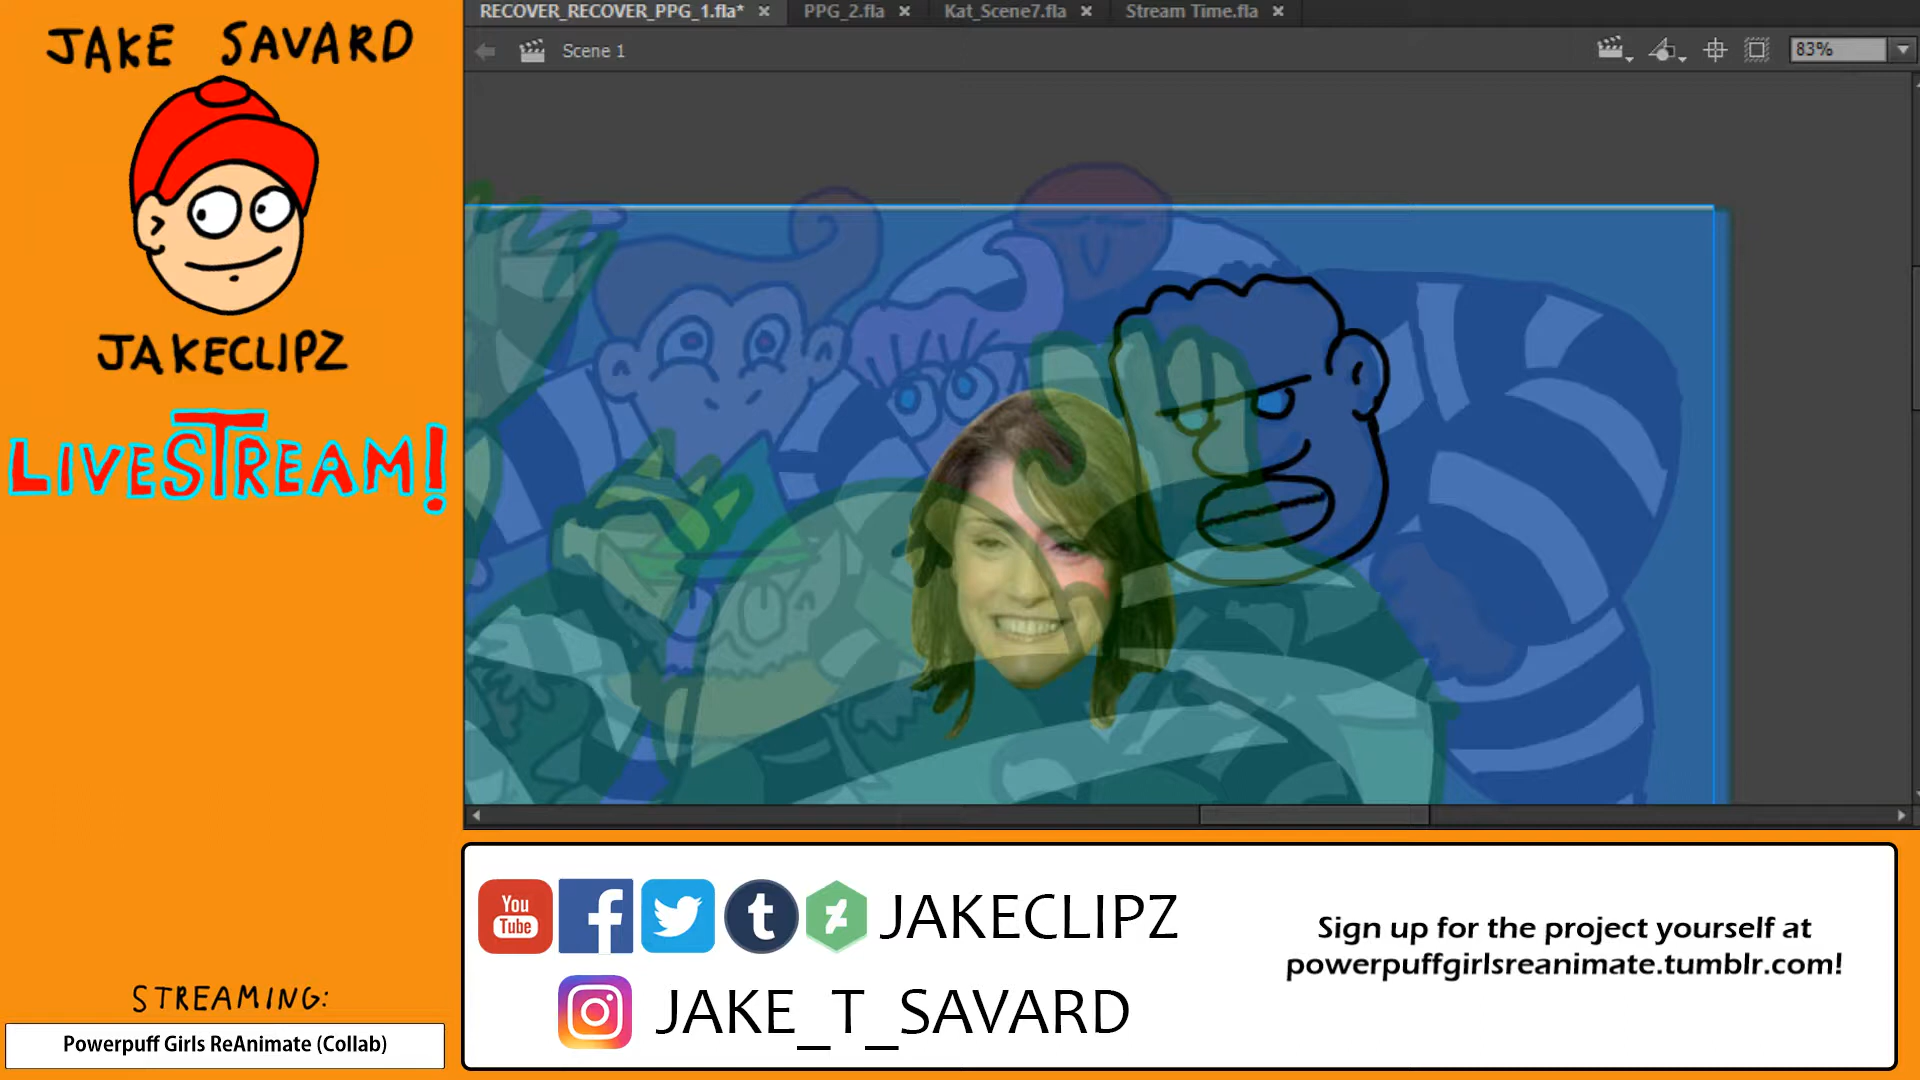 JAKE SAVARD
JAKECLIPZ
LIVESTREAM!
STREAMING:
Powerpuff Girls ReAnimate (Collab)
RECOVER_RECOVER_PPG_1.fla* × PPG_2.fla × Kat_Scene7.fla × Stream Time.fla ×
Scene 1
83%
You
Tube
f
t
JAKECLIPZ
JAKE_T_SAVARD
Sign up for the project yourself at
powerpuffgirlsreanimate.tumblr.com!